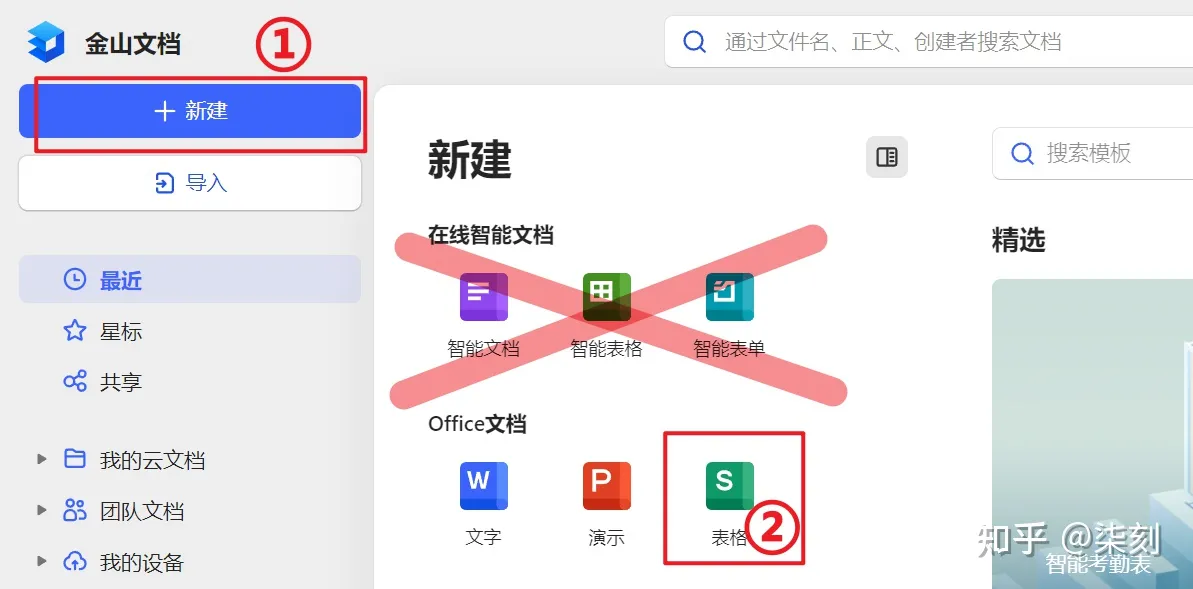 金山文档
①
通过文件名、正文、创建者搜索文档
新建
导入
最近
星标
共享
我的云文档
团队文档
我的设备
新建
搜索模板
在线智能文档
智能文档 智能表格 智能表单
Office文档
W P S
文字 演示 表格
②
精选
智能考勤表
知乎 @柒刻